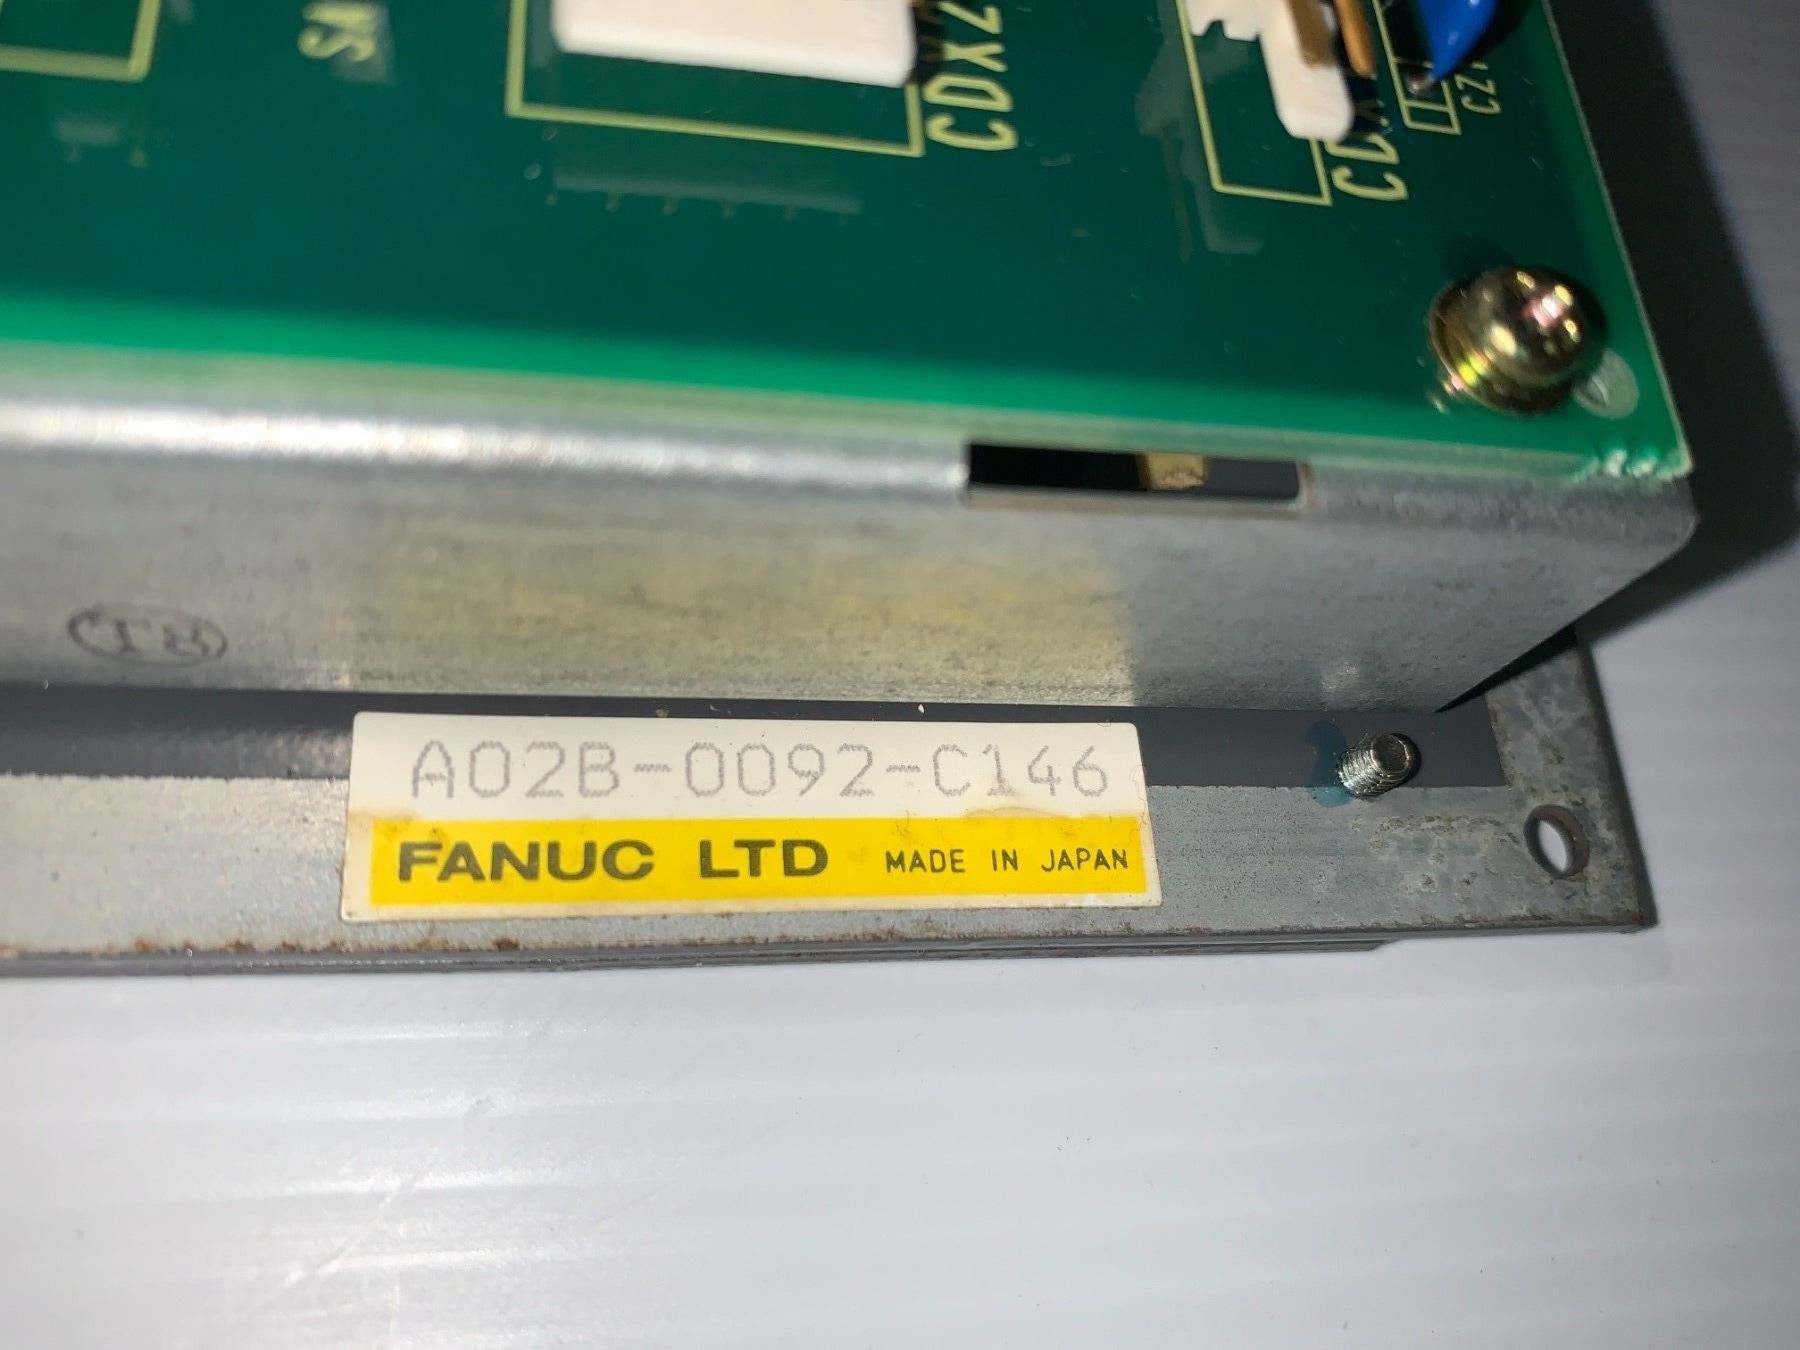 CDX2
A02B-0092-C146
FANUC LTD MADE IN JAPAN